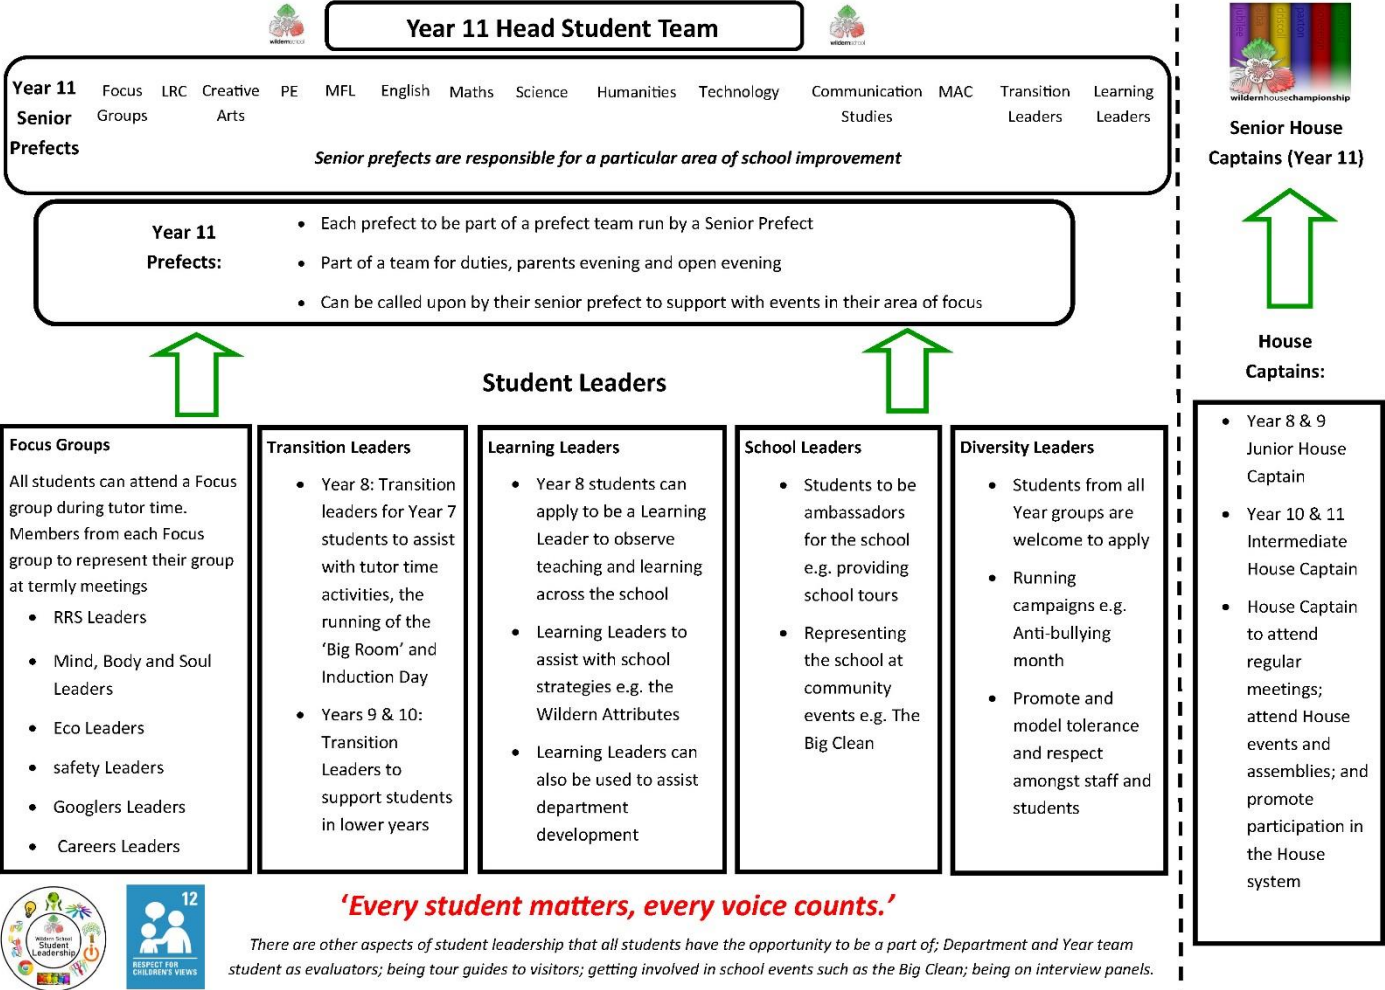 Year 11 Head Student Team
wildernschool
wildernschool
Year 11
Senior
Prefects
Focus
Groups
LRC
Creative
Arts
PE
MFL
English
Maths
Science
Humanities
Technology
Communication
Studies
MAC
Transition
Leaders
Learning
Leaders
Senior prefects are responsible for a particular area of school improvement
Year 11
Prefects:
• Each prefect to be part of a prefect team run by a Senior Prefect
• Part of a team for duties, parents evening and open evening
• Can be called upon by their senior prefect to support with events in their area of focus
Student Leaders
Focus Groups
All students can attend a Focus
group during tutor time.
Members from each Focus
group to represent their group
at termly meetings
• RRS Leaders
• Mind, Body and Soul
Leaders
• Eco Leaders
• safety Leaders
• Googlers Leaders
• Careers Leaders
Transition Leaders
• Year 8: Transition
leaders for Year 7
students to assist
with tutor time
activities, the
running of the
‘Big Room’ and
Induction Day
• Years 9 & 10:
Transition
Leaders to
support students
in lower years
Learning Leaders
• Year 8 students can
apply to be a Learning
Leader to observe
teaching and learning
across the school
• Learning Leaders to
assist with school
strategies e.g. the
Wildern Attributes
• Learning Leaders can
also be used to assist
department
development
School Leaders
• Students to be
ambassadors
for the school
e.g. providing
school tours
• Representing
the school at
community
events e.g. The
Big Clean
Diversity Leaders
• Students from all
Year groups are
welcome to apply
• Running
campaigns e.g.
Anti-bullying
month
• Promote and
model tolerance
and respect
amongst staff and
students
wildernhousechampionship
Senior House
Captains (Year 11)
House
Captains:
• Year 8 & 9
Junior House
Captain
• Year 10 & 11
Intermediate
House Captain
• House Captain
to attend
regular
meetings;
attend House
events and
assemblies; and
promote
participation in
the House
system
Wildern School
Student
Leadership
12
RESPECT FOR
CHILDREN'S VIEWS
‘Every student matters, every voice counts.’
There are other aspects of student leadership that all students have the opportunity to be a part of; Department and Year team
student as evaluators; being tour guides to visitors; getting involved in school events such as the Big Clean; being on interview panels.